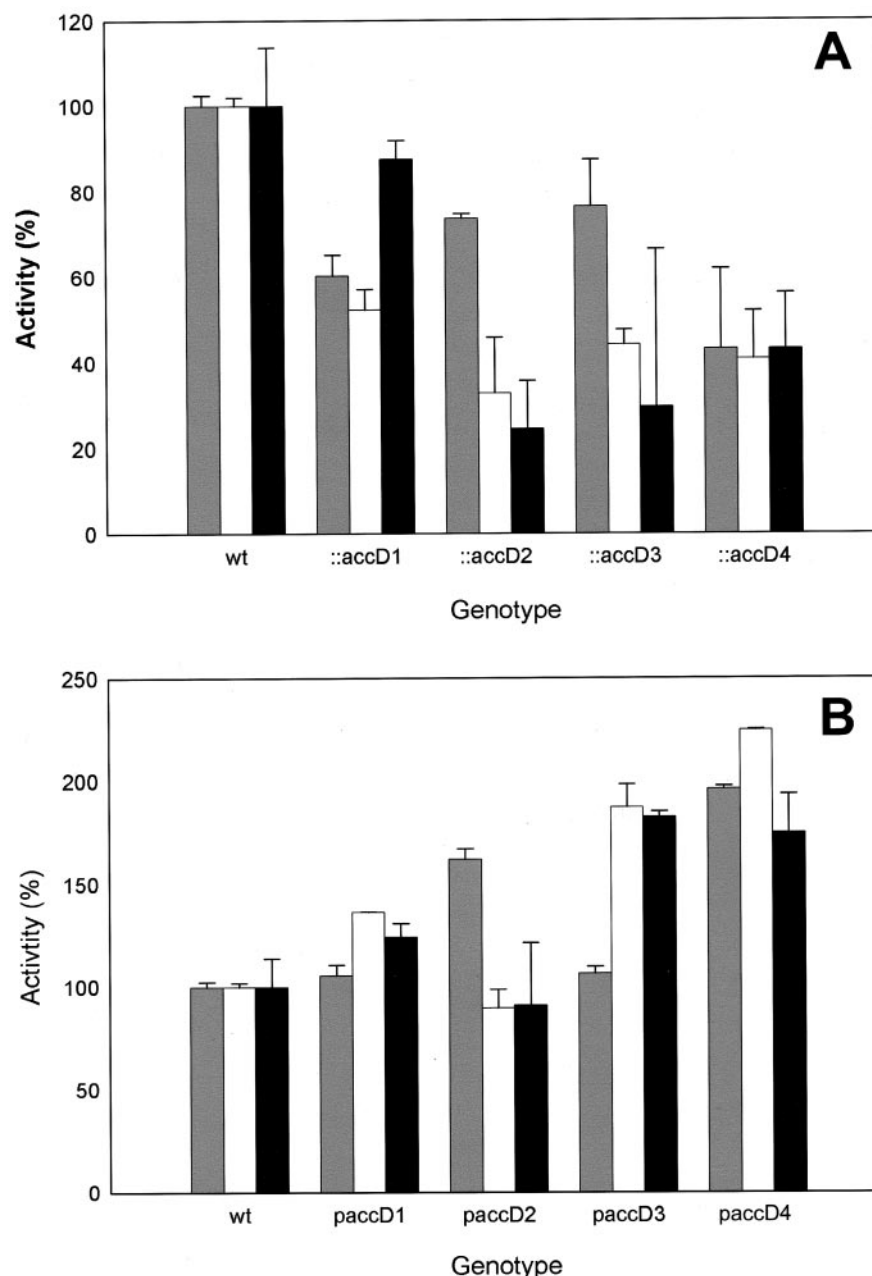 A
120
100
80
60
40
20
0
Activity (%)
wt ::accD1 ::accD2 ::accD3 ::accD4
Genotype
B
250
200
150
100
50
0
Activtity (%)
wt paccD1 paccD2 paccD3 paccD4
Genotype